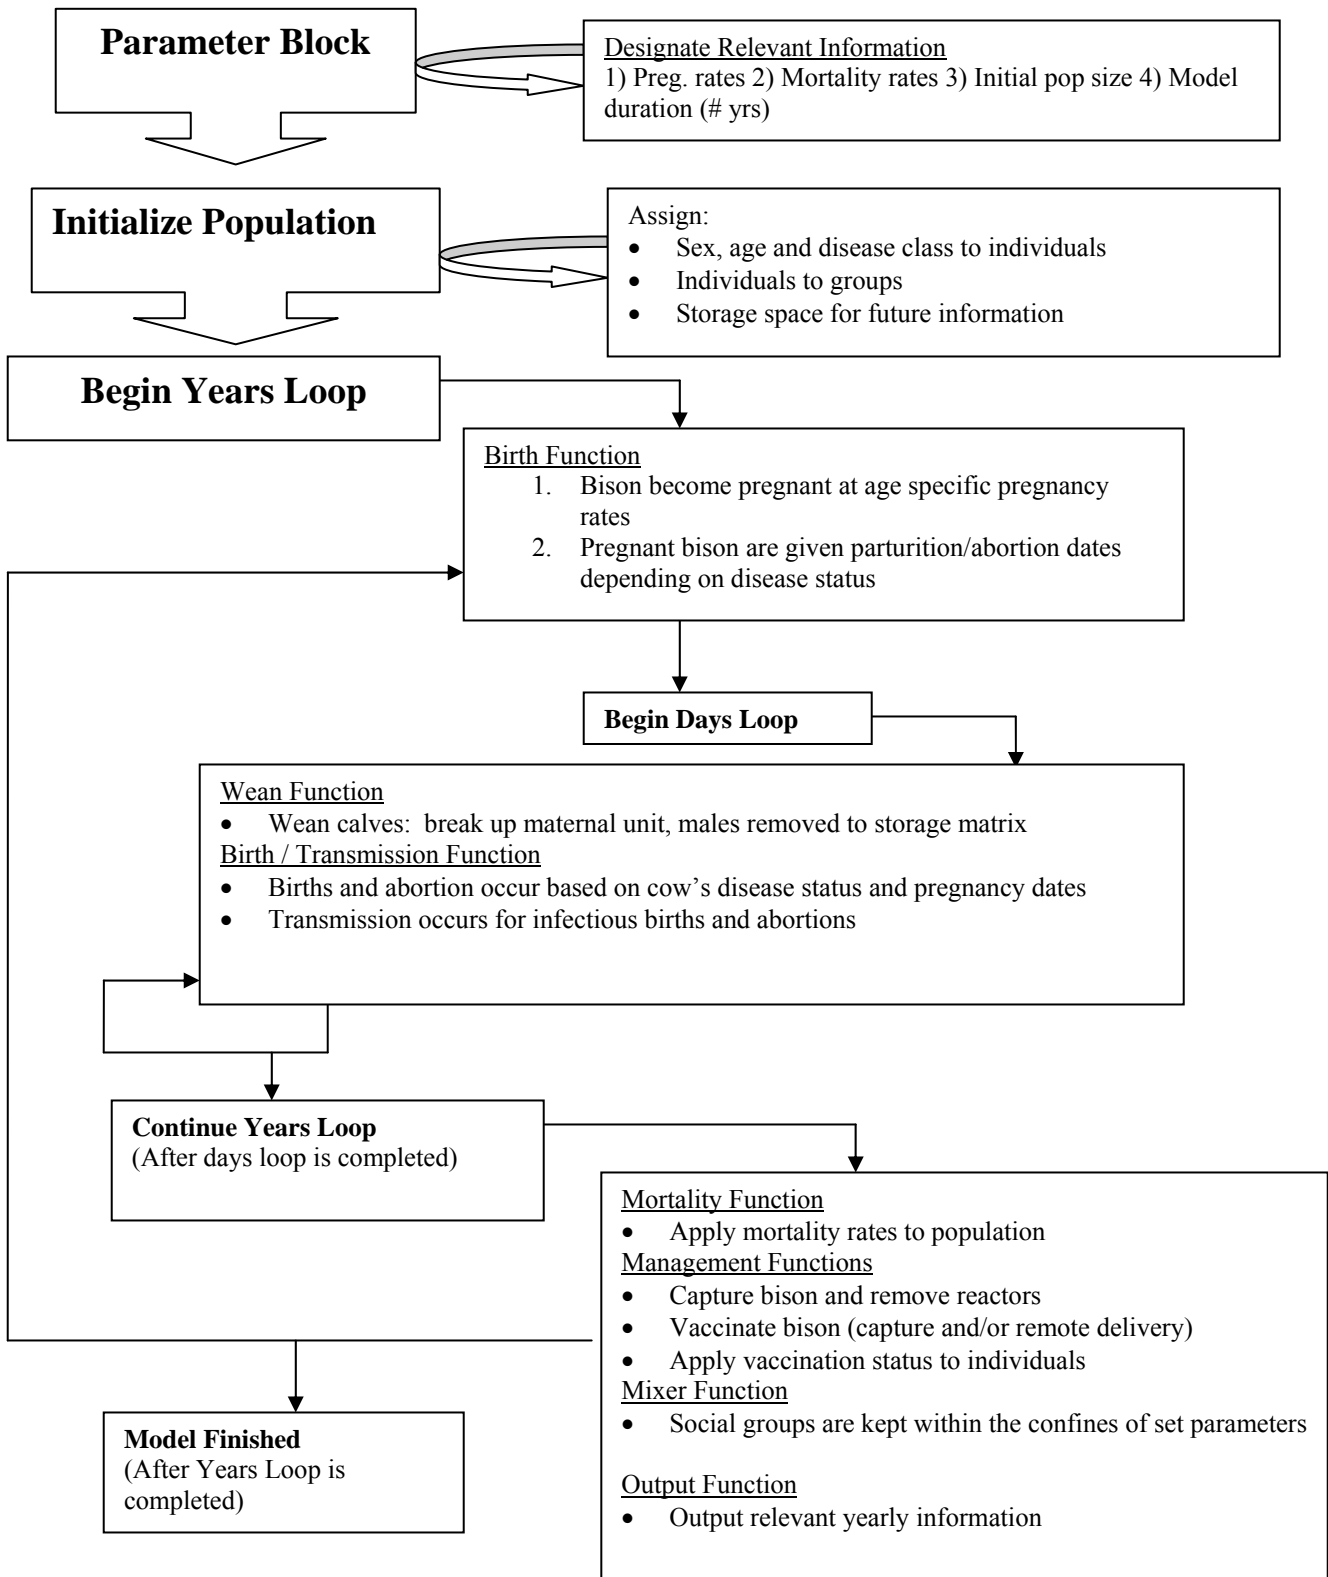 Parameter Block
Designate Relevant Information
1) Preg. rates 2) Mortality rates 3) Initial pop size 4) Model
duration (# yrs)
Initialize Population
Assign:
• Sex, age and disease class to individuals
• Individuals to groups
• Storage space for future information
Begin Years Loop
Birth Function
1. Bison become pregnant at age specific pregnancy
rates
2. Pregnant bison are given parturition/abortion dates
depending on disease status
Begin Days Loop
Wean Function
• Wean calves: break up maternal unit, males removed to storage matrix
Birth / Transmission Function
• Births and abortion occur based on cow's disease status and pregnancy dates
• Transmission occurs for infectious births and abortions
Continue Years Loop
(After days loop is completed)
Mortality Function
• Apply mortality rates to population
Management Functions
• Capture bison and remove reactors
• Vaccinate bison (capture and/or remote delivery)
• Apply vaccination status to individuals
Mixer Function
• Social groups are kept within the confines of set parameters
Output Function
• Output relevant yearly information
Model Finished
(After Years Loop is
completed)